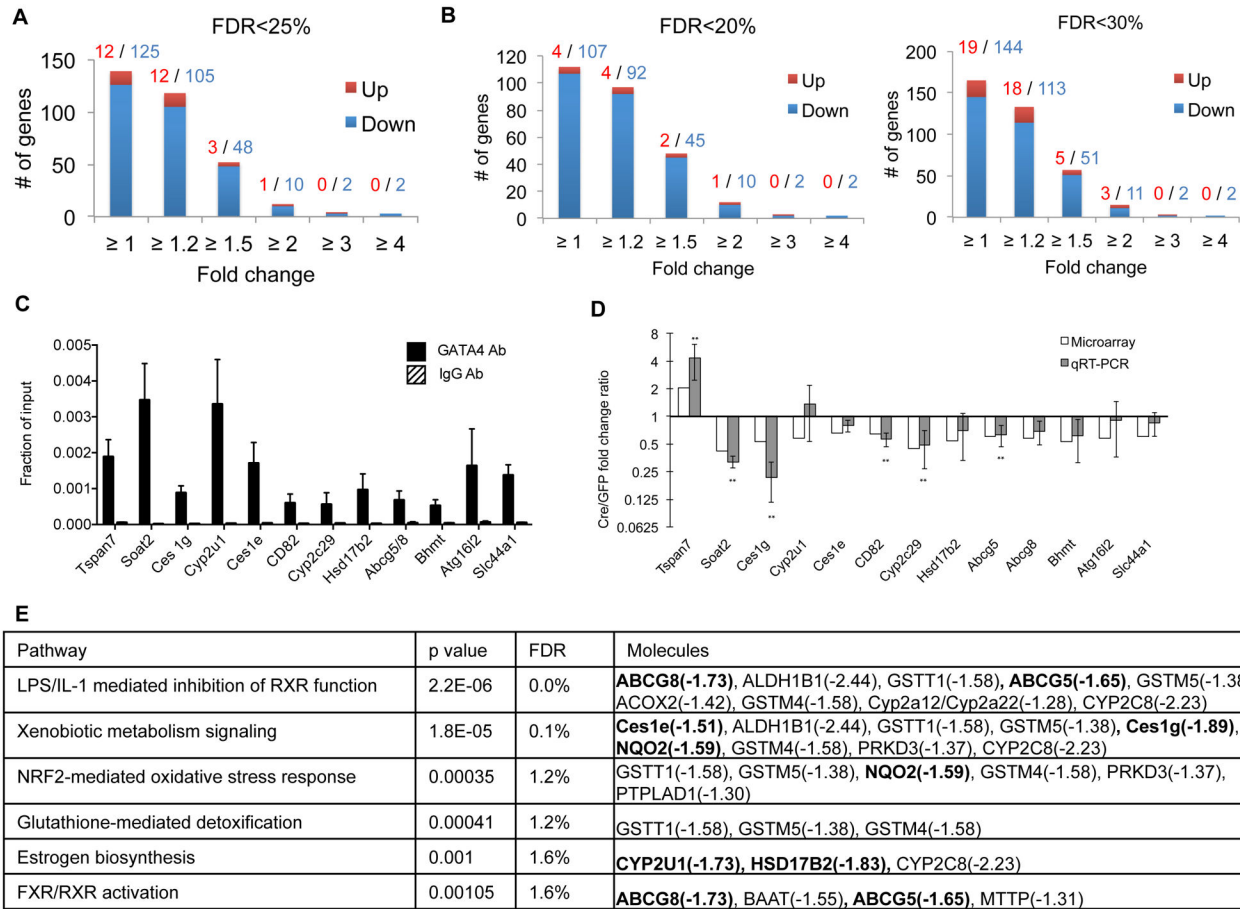 A
FDR<25%
12 / 125
12 / 105
3 / 48
1 / 10
0 / 2
0 / 2
150
100
50
0
# of genes
Up
Down
≥ 1
≥ 1.2
≥ 1.5
≥ 2
≥ 3
≥ 4
Fold change
B
FDR<20%
4 / 107
4 / 92
2 / 45
1 / 10
0 / 2
0 / 2
120
100
80
60
40
20
0
# of genes
Up
Down
≥ 1
≥ 1.2
≥ 1.5
≥ 2
≥ 3
≥ 4
Fold change
FDR<30%
19 / 144
18 / 113
5 / 51
3 / 11
0 / 2
0 / 2
200
150
100
50
0
# of genes
Up
Down
≥ 1
≥ 1.2
≥ 1.5
≥ 2
≥ 3
≥ 4
Fold change
C
0.005
0.004
0.003
0.002
0.001
0.000
Fraction of input
GATA4 Ab
IgG Ab
Tspan7
Soat2
Ces 1g
Cyp2u1
Ces1e
CD82
Cyp2c29
Hsd17b2
Abcg5/8
Bhmt
Atg16l2
Slc44a1
D
8
4
2
1
0.5
0.25
0.125
0.0625
Cre/GFP fold change ratio
Microarray
qRT-PCR
**
**
**
**
**
**
Tspan7
Soat2
Ces1g
Cyp2u1
Ces1e
CD82
Cyp2c29
Hsd17b2
Abcg5
Abcg8
Bhmt
Atg16l2
Slc44a1
E
Pathway p value FDR Molecules
LPS/IL-1 mediated inhibition of RXR function 2.2E-06 0.0% ABCG8(-1.73), ALDH1B1(-2.44), GSTT1(-1.58), ABCG5(-1.65), GSTM5(-1.38
ACOX2(-1.42), GSTM4(-1.58), Cyp2a12/Cyp2a22(-1.28), CYP2C8(-2.23)
Xenobiotic metabolism signaling 1.8E-05 0.1% Ces1e(-1.51), ALDH1B1(-2.44), GSTT1(-1.58), GSTM5(-1.38), Ces1g(-1.89),
NQO2(-1.59), GSTM4(-1.58), PRKD3(-1.37), CYP2C8(-2.23)
NRF2-mediated oxidative stress response 0.00035 1.2% GSTT1(-1.58), GSTM5(-1.38), NQO2(-1.59), GSTM4(-1.58), PRKD3(-1.37),
PTPLAD1(-1.30)
Glutathione-mediated detoxification 0.00041 1.2% GSTT1(-1.58), GSTM5(-1.38), GSTM4(-1.58)
Estrogen biosynthesis 0.001 1.6% CYP2U1(-1.73), HSD17B2(-1.83), CYP2C8(-2.23)
FXR/RXR activation 0.00105 1.6% ABCG8(-1.73), BAAT(-1.55), ABCG5(-1.65), MTTP(-1.31)